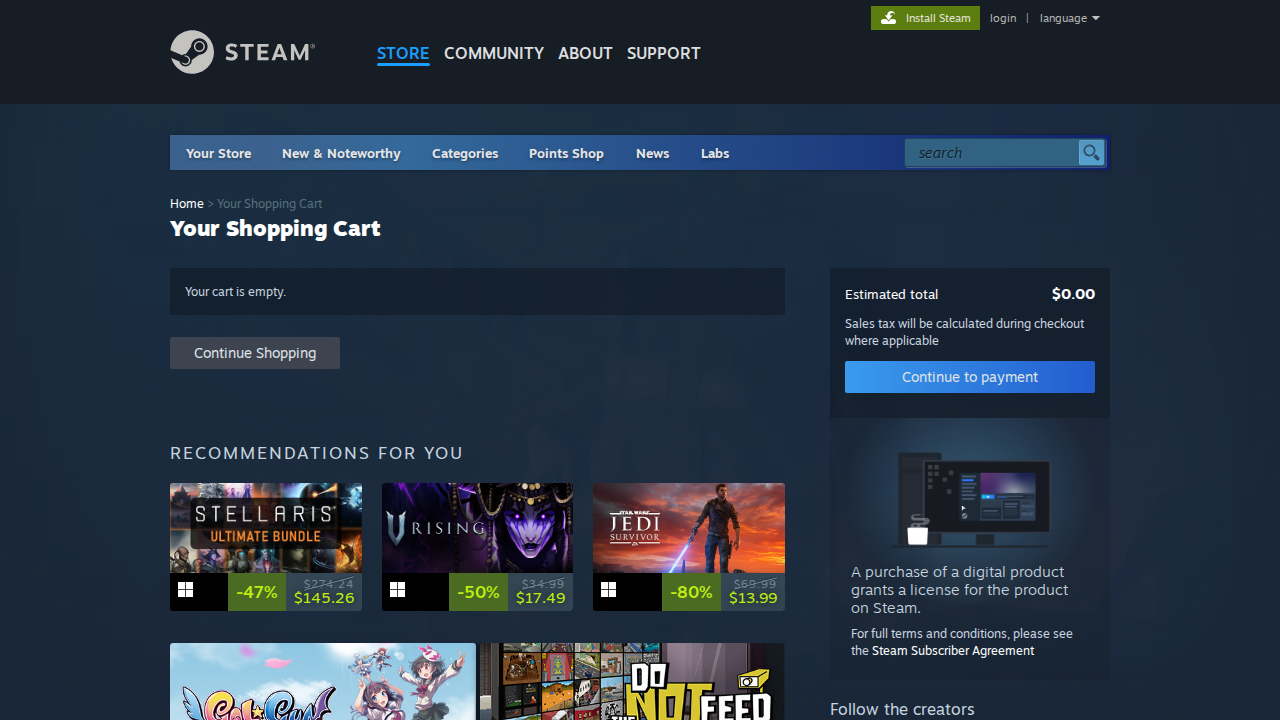 Install Steam
login | language
STEAM®
STORE COMMUNITY ABOUT SUPPORT
Your Store New & Noteworthy Categories Points Shop News Labs
search
Home > Your Shopping Cart
Your Shopping Cart
Your cart is empty.
Continue Shopping
Estimated total $0.00
Sales tax will be calculated during checkout
where applicable
Continue to payment
RECOMMENDATIONS FOR YOU
STELLARIS
ULTIMATE BUNDLE
-47% $274.24
$145.26
V RISING
-50% $34.99
$17.49
STAR WARS
JEDI
SURVIVOR
EA
-80% $69.99
$13.99
A purchase of a digital product
grants a license for the product
on Steam.
For full terms and conditions, please see
the Steam Subscriber Agreement
Gal★Gun
DO
NOT FEED
THE
Follow the creators